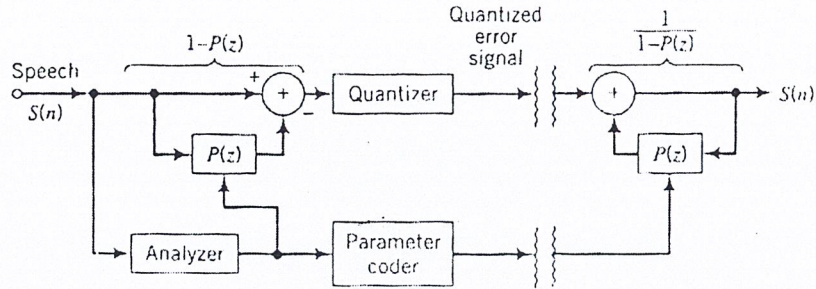 Quantized
error
signal
1–P(z)
1
1–P(z)
Speech
S(n)
+
+
–
Quantizer
+
S(n)
P(z)
P(z)
Analyzer
Parameter
coder